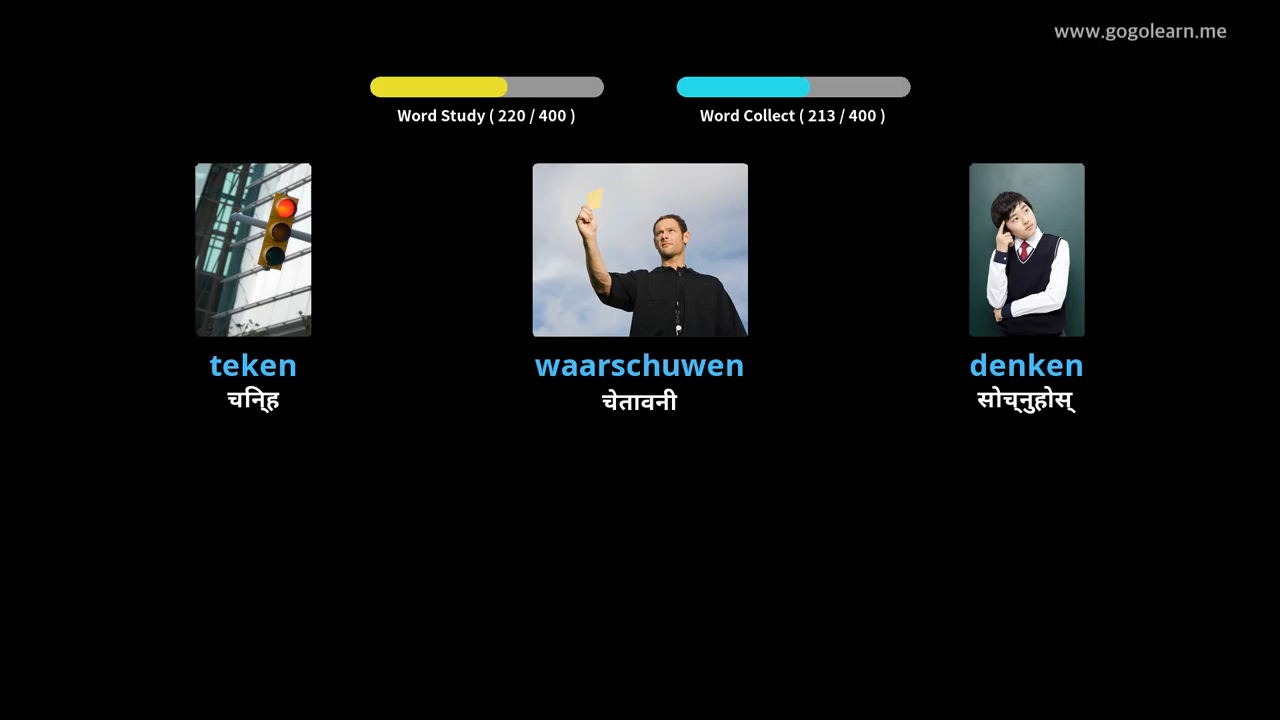 www.gogolearn.me
Word Study ( 220 / 400 )
Word Collect ( 213 / 400 )
teken
चिन्ह
waarschuwen
चेतावनी
denken
सोच्नुहोस्